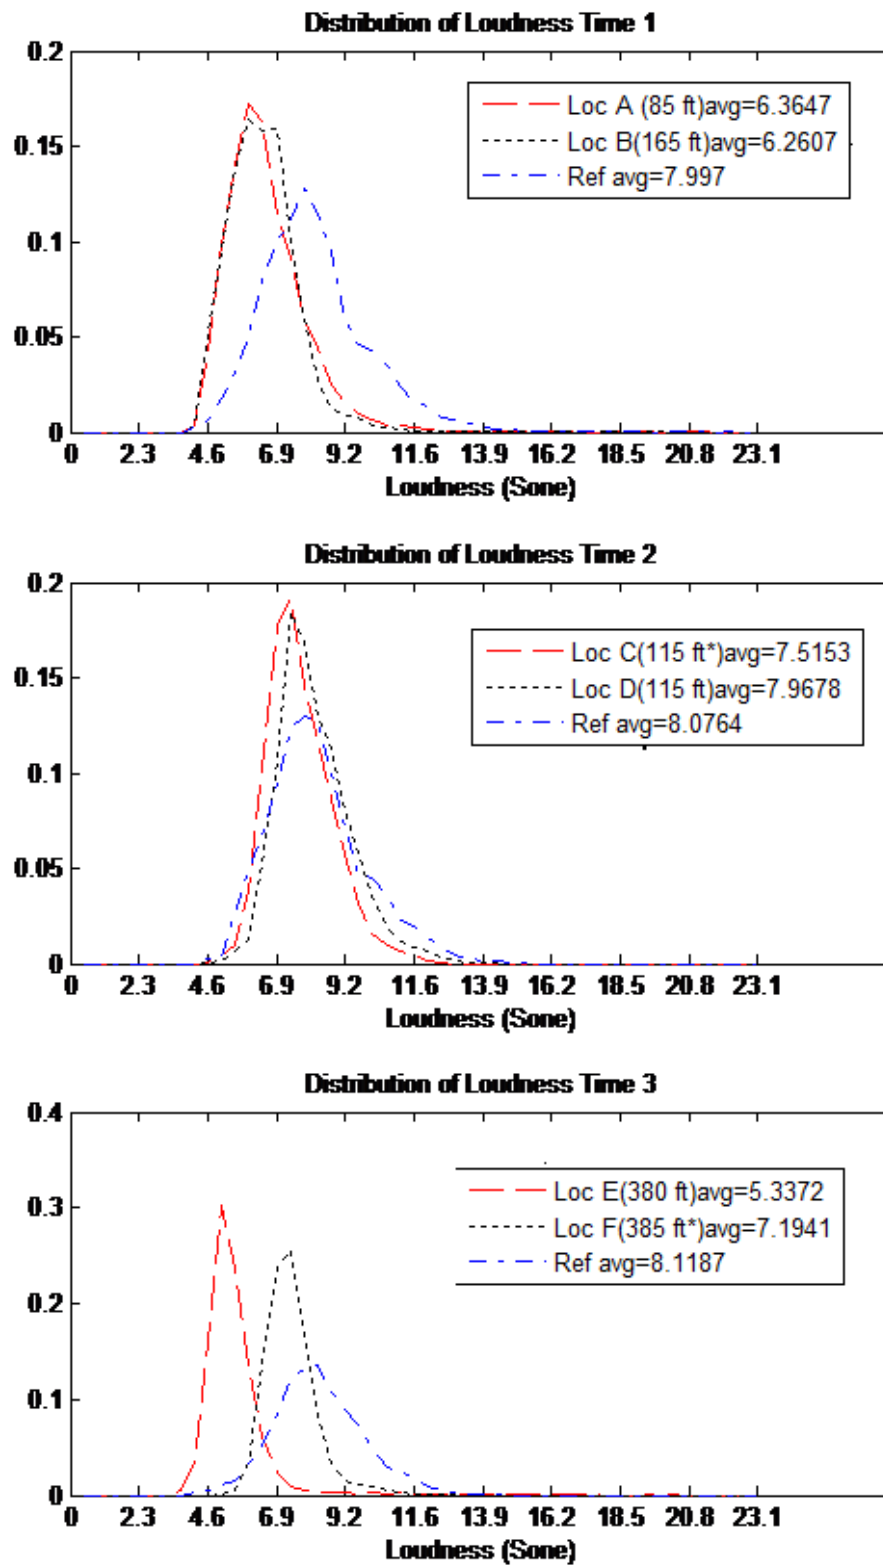 Distribution of Loudness Time 1
0.2
Loc A (85 ft)avg=6.3647
0.15
Loc B(165 ft)avg=6.2607
Ref avg=7.997
0.1
0.05
0
0 2.3 4.6 6.9 9.2 11.6 13.9 16.2 18.5 20.8 23.1
Loudness (Sone)
Distribution of Loudness Time 2
0.2
Loc C(115 ft*)avg=7.5153
0.15
Loc D(115 ft)avg=7.9678
Ref avg=8.0764
0.1
0.05
0
0 2.3 4.6 6.9 9.2 11.6 13.9 16.2 18.5 20.8 23.1
Loudness (Sone)
Distribution of Loudness Time 3
0.4
Loc E(380 ft)avg=5.3372
0.3
Loc F(385 ft*)avg=7.1941
Ref avg=8.1187
0.2
0.1
0
0 2.3 4.6 6.9 9.2 11.6 13.9 16.2 18.5 20.8 23.1
Loudness (Sone)